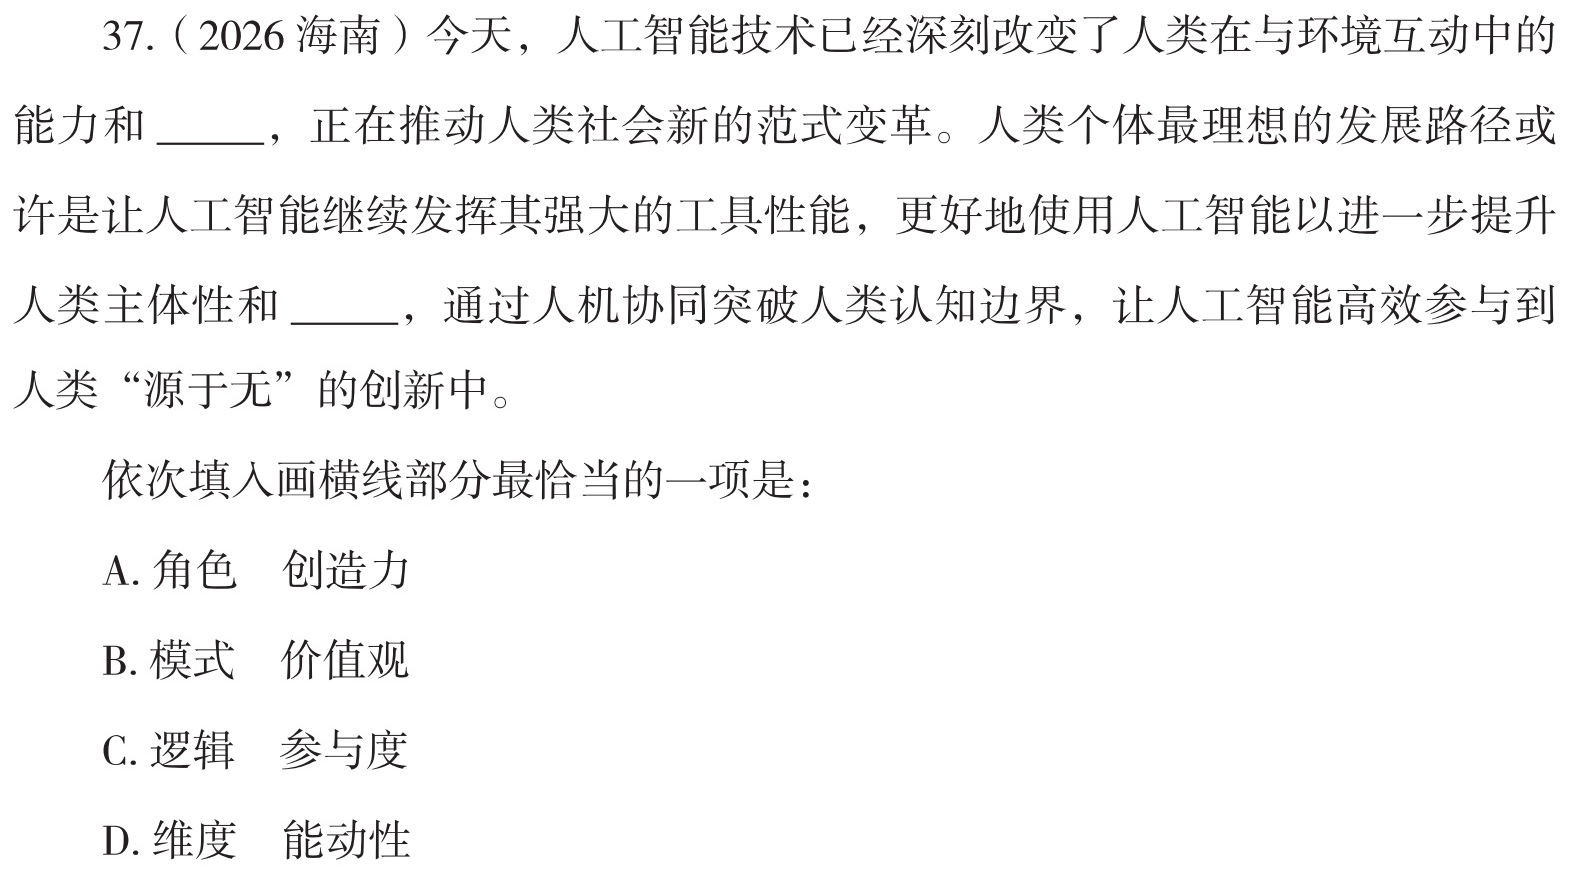 37.（2026 海南）今天，人工智能技术已经深刻改变了人类在与环境互动中的
能力和 _____，正在推动人类社会新的范式变革。人类个体最理想的发展路径或
许是让人工智能继续发挥其强大的工具性能，更好地使用人工智能以进一步提升
人类主体性和 _____，通过人机协同突破人类认知边界，让人工智能高效参与到
人类“源于无”的创新中。
依次填入画横线部分最恰当的一项是：
A. 角色　创造力
B. 模式　价值观
C. 逻辑　参与度
D. 维度　能动性